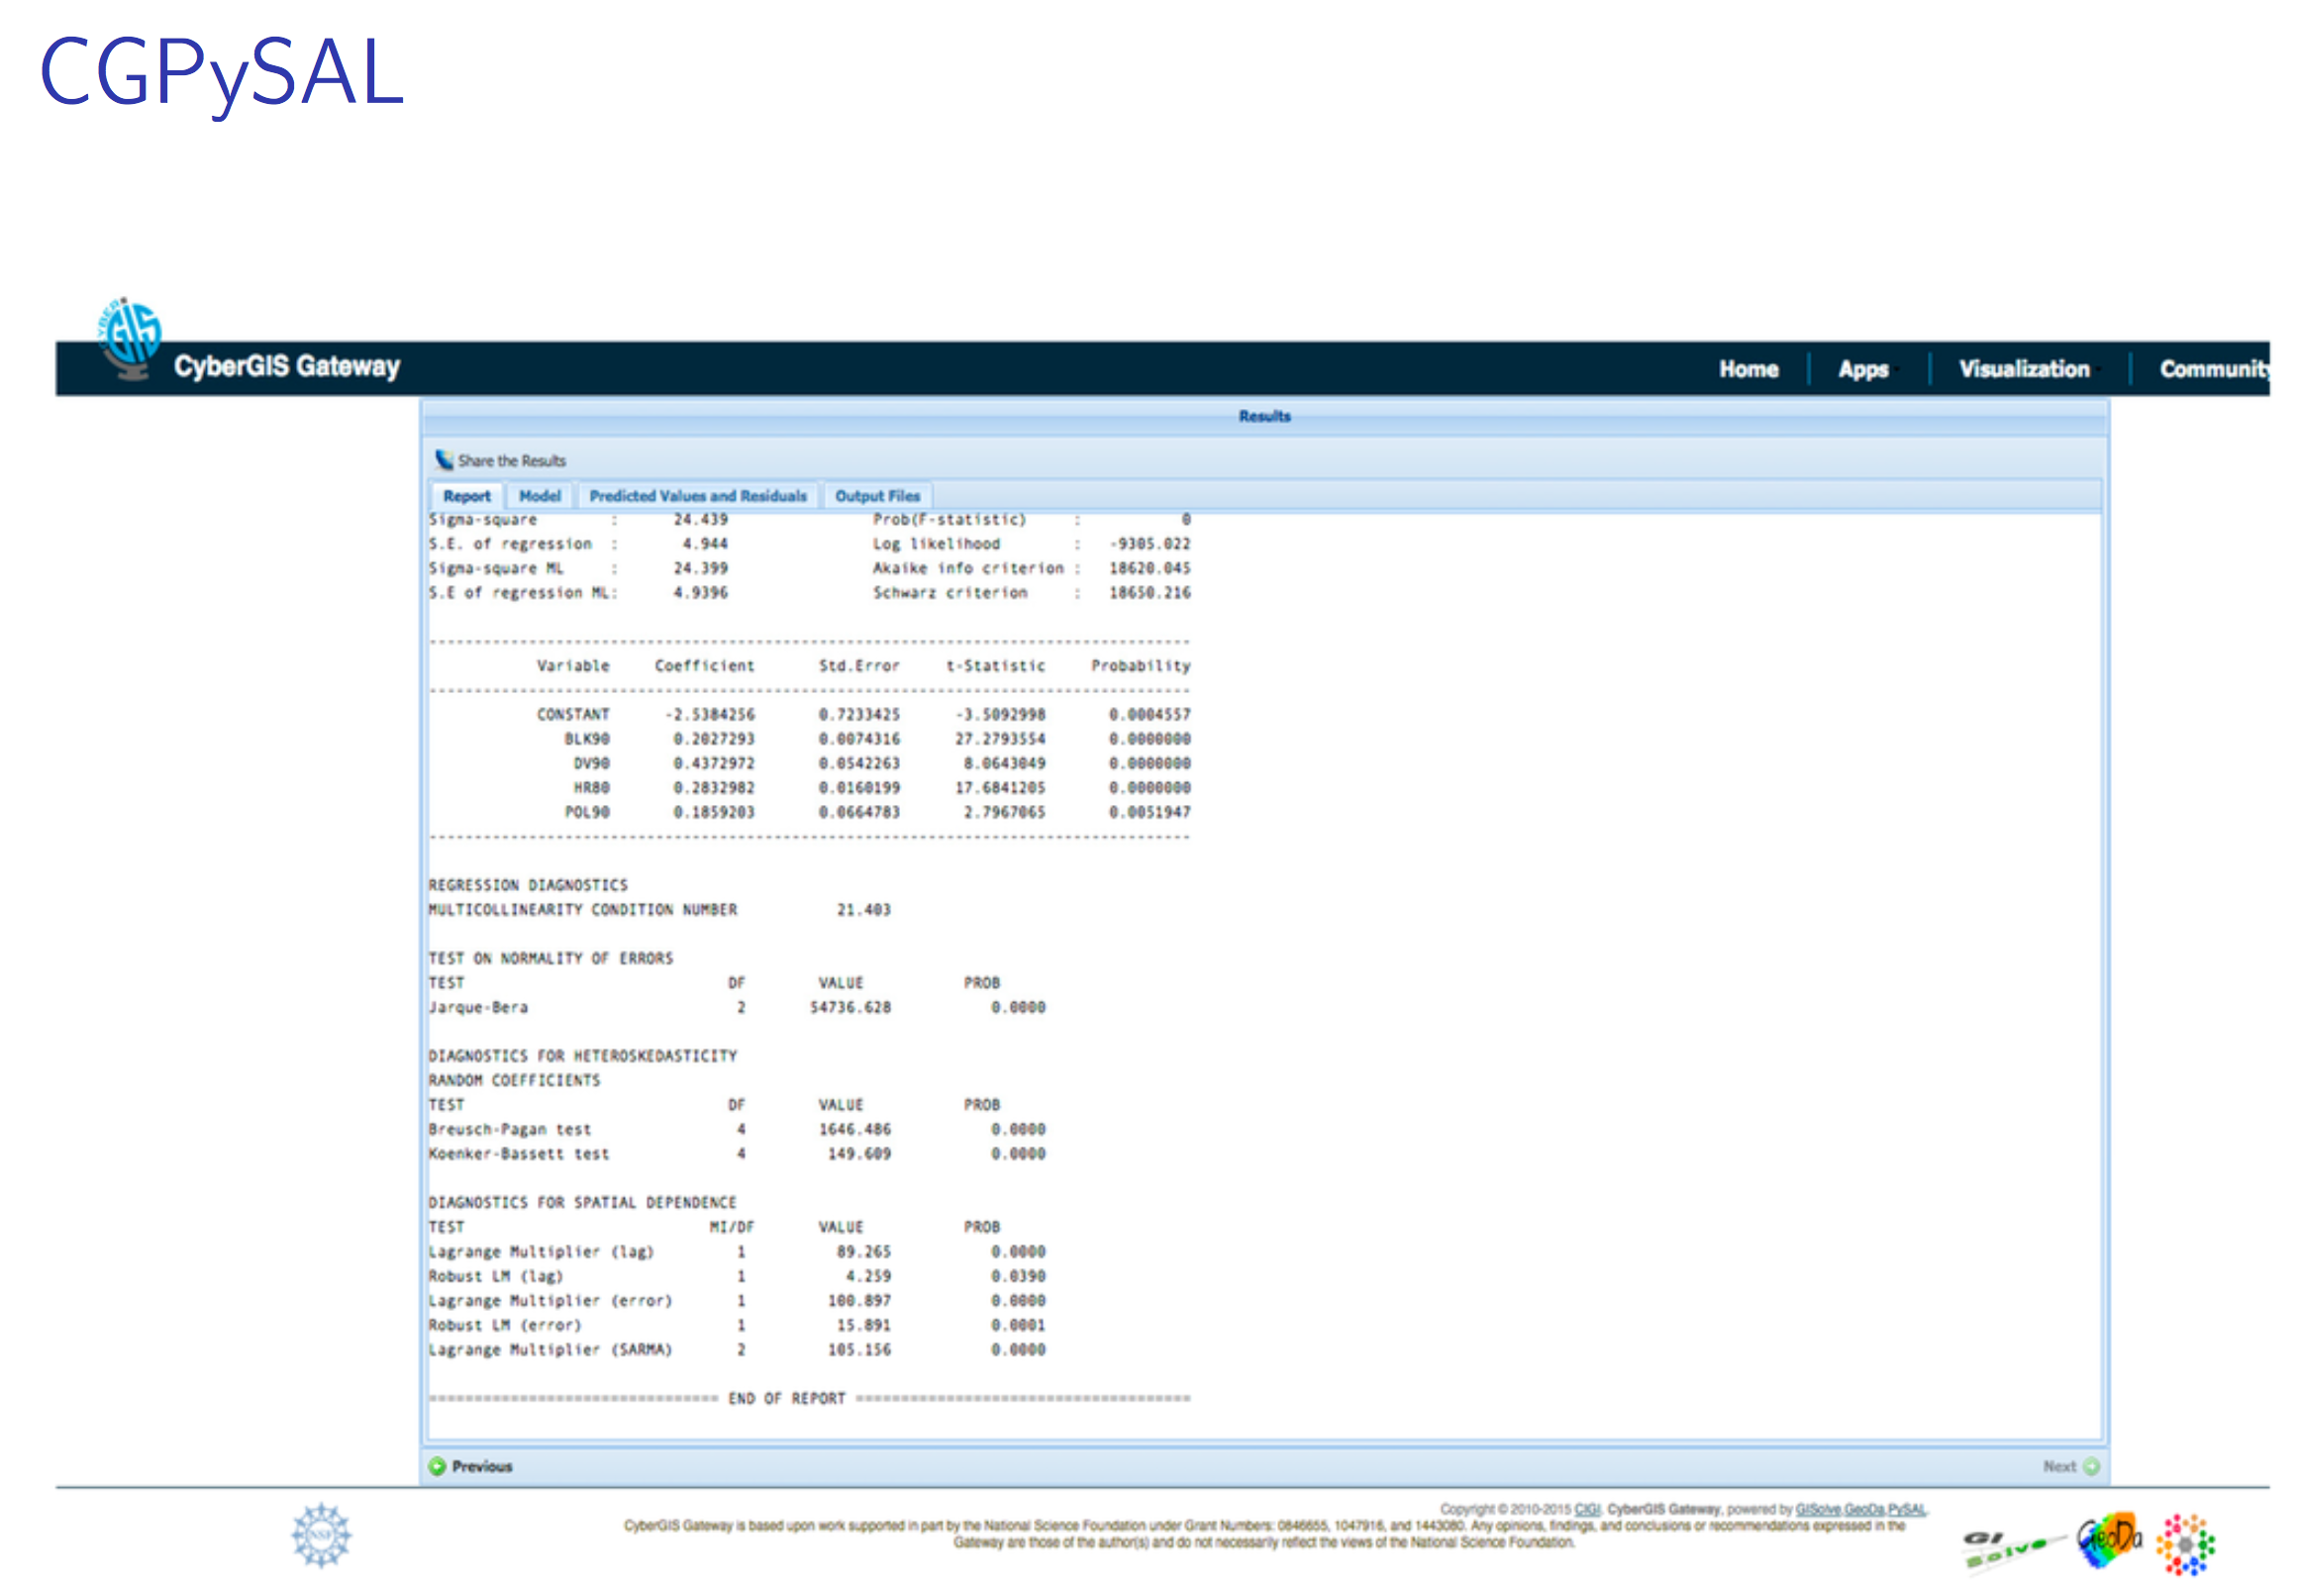 CGPySAL
CYBER GIS
CyberGIS Gateway Home Apps Visualization Community
Results
Share the Results
Report Model Predicted Values and Residuals Output Files
Sigma-square : 24.439 Prob(F-statistic) : 0
S.E. of regression : 4.944 Log likelihood : -9305.022
Sigma-square ML : 24.399 Akaike info criterion : 18620.045
S.E of regression ML: 4.9396 Schwarz criterion : 18650.216
------------------------------------------------------------------------------------
Variable Coefficient Std.Error t-Statistic Probability
------------------------------------------------------------------------------------
CONSTANT -2.5384256 0.7233425 -3.5092998 0.0004557
BLK90 0.2027293 0.0074316 27.2793554 0.0000000
DV90 0.4372972 0.0542263 8.0643049 0.0000000
HR80 0.2832982 0.0160199 17.6841205 0.0000000
POL90 0.1859203 0.0664783 2.7967065 0.0051947
------------------------------------------------------------------------------------
REGRESSION DIAGNOSTICS
MULTICOLLINEARITY CONDITION NUMBER 21.403
TEST ON NORMALITY OF ERRORS
TEST DF VALUE PROB
Jarque-Bera 2 54736.628 0.0000
DIAGNOSTICS FOR HETEROSKEDASTICITY
RANDOM COEFFICIENTS
TEST DF VALUE PROB
Breusch-Pagan test 4 1646.486 0.0000
Koenker-Bassett test 4 149.609 0.0000
DIAGNOSTICS FOR SPATIAL DEPENDENCE
TEST MI/DF VALUE PROB
Lagrange Multiplier (lag) 1 89.265 0.0000
Robust LM (lag) 1 4.259 0.0390
Lagrange Multiplier (error) 1 100.897 0.0000
Robust LM (error) 1 15.891 0.0001
Lagrange Multiplier (SARMA) 2 105.156 0.0000
================================ END OF REPORT =====================================
Previous Next
Copyright © 2010-2015 CIGI. CyberGIS Gateway, powered by GISolve,GeoDa,PySAL.
CyberGIS Gateway is based upon work supported in part by the National Science Foundation under Grant Numbers: 0846655, 1047916, and 1443080. Any opinions, findings, and conclusions or recommendations expressed in the
Gateway are those of the author(s) and do not necessarily reflect the views of the National Science Foundation.
NSF
GI Solve
GeoDa